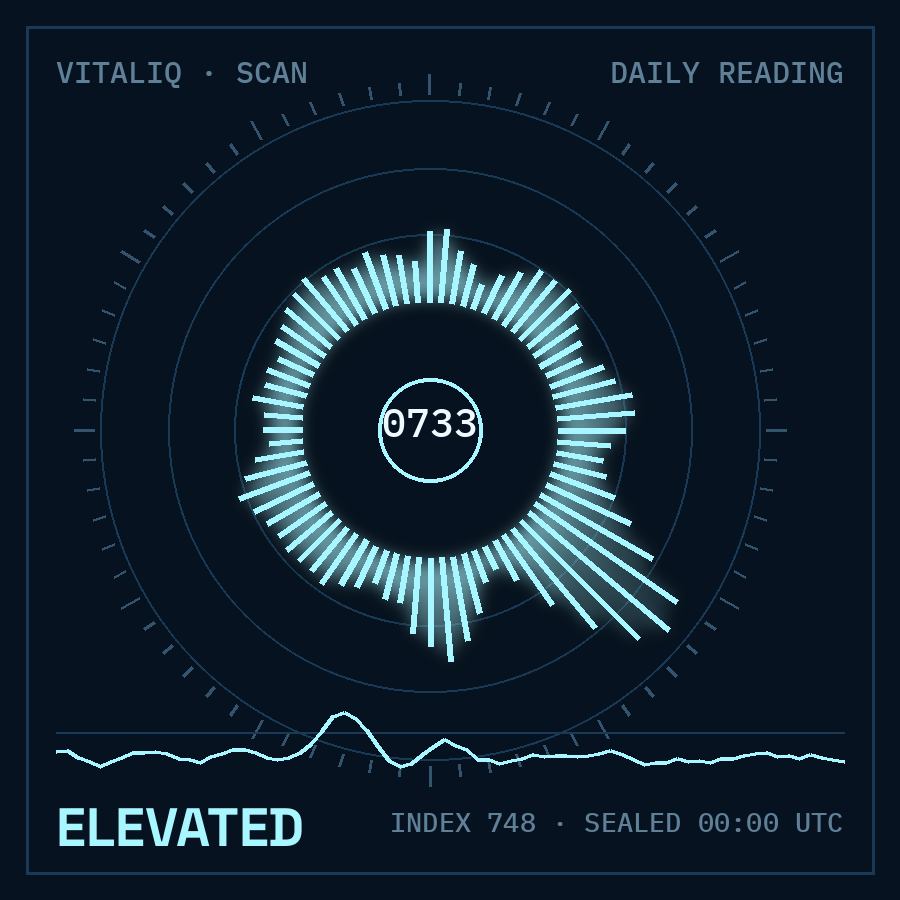 VITALIQ · SCAN
DAILY READING
0733
ELEVATED
INDEX 748 · SEALED 00:00 UTC